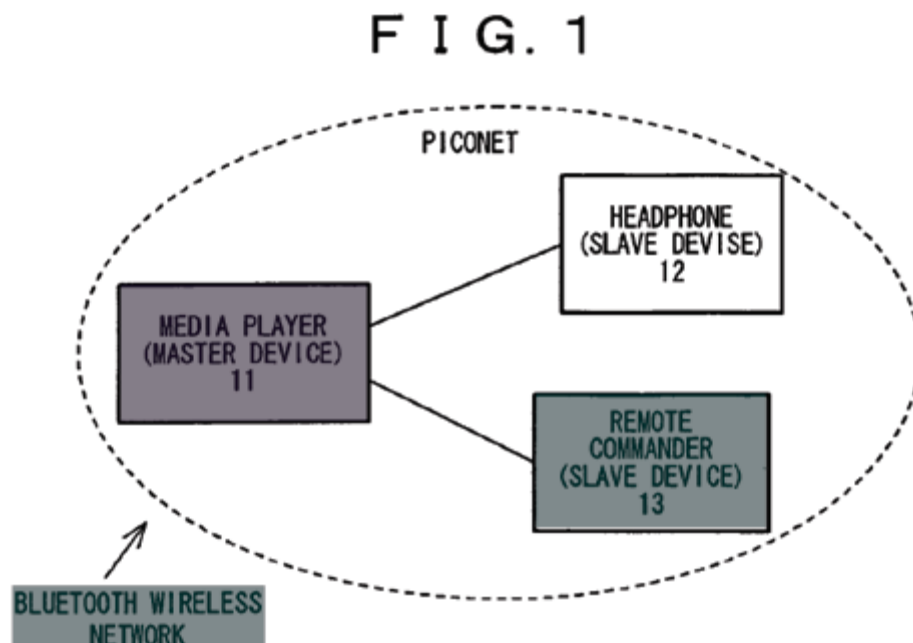 FIG. 1
PICONET
HEADPHONE
(SLAVE DEVISE)
12
MEDIA PLAYER
(MASTER DEVICE)
11
REMOTE
COMMANDER
(SLAVE DEVICE)
13
BLUETOOTH WIRELESS
NETWORK